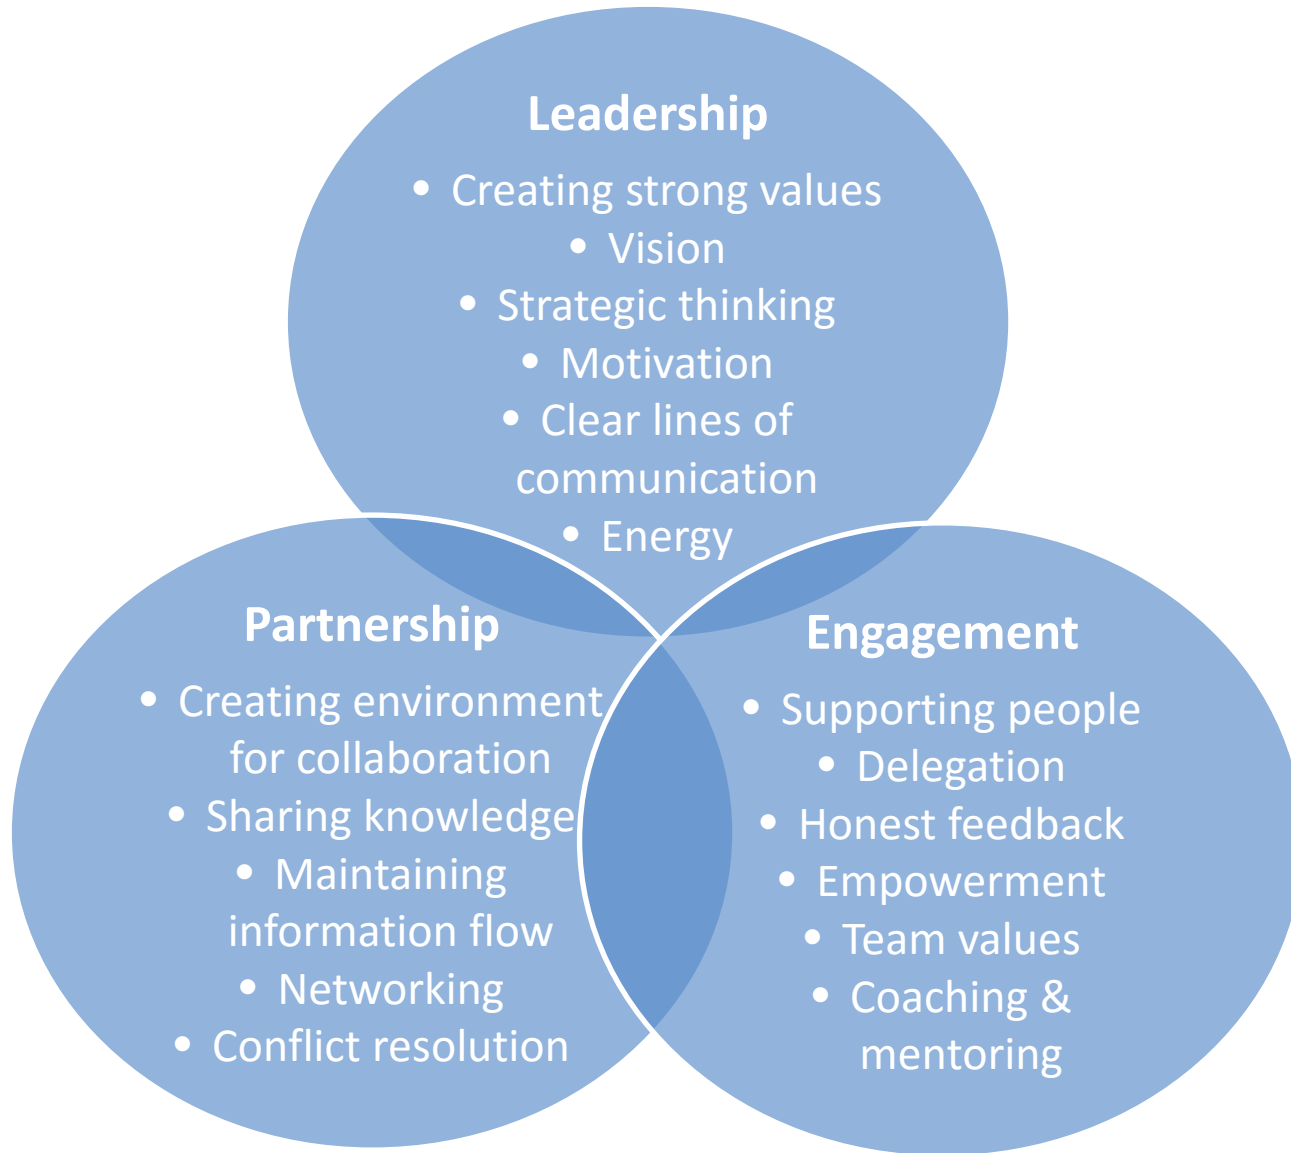 Leadership
• Creating strong values
• Vision
• Strategic thinking
• Motivation
• Clear lines of
communication
• Energy
Partnership
• Creating environment
for collaboration
• Sharing knowledge
• Maintaining
information flow
• Networking
• Conflict resolution
Engagement
• Supporting people
• Delegation
• Honest feedback
• Empowerment
• Team values
• Coaching &
mentoring